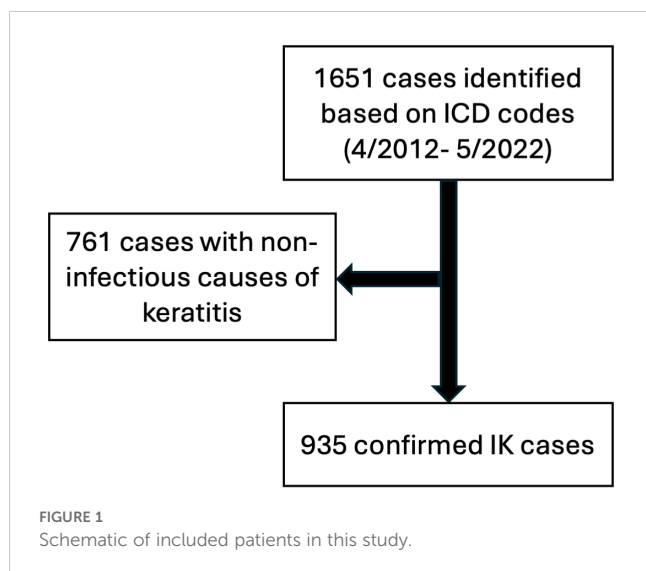 1651 cases identified
based on ICD codes
(4/2012- 5/2022)
761 cases with non-
infectious causes of
keratitis
935 confirmed IK cases
FIGURE 1
Schematic of included patients in this study.